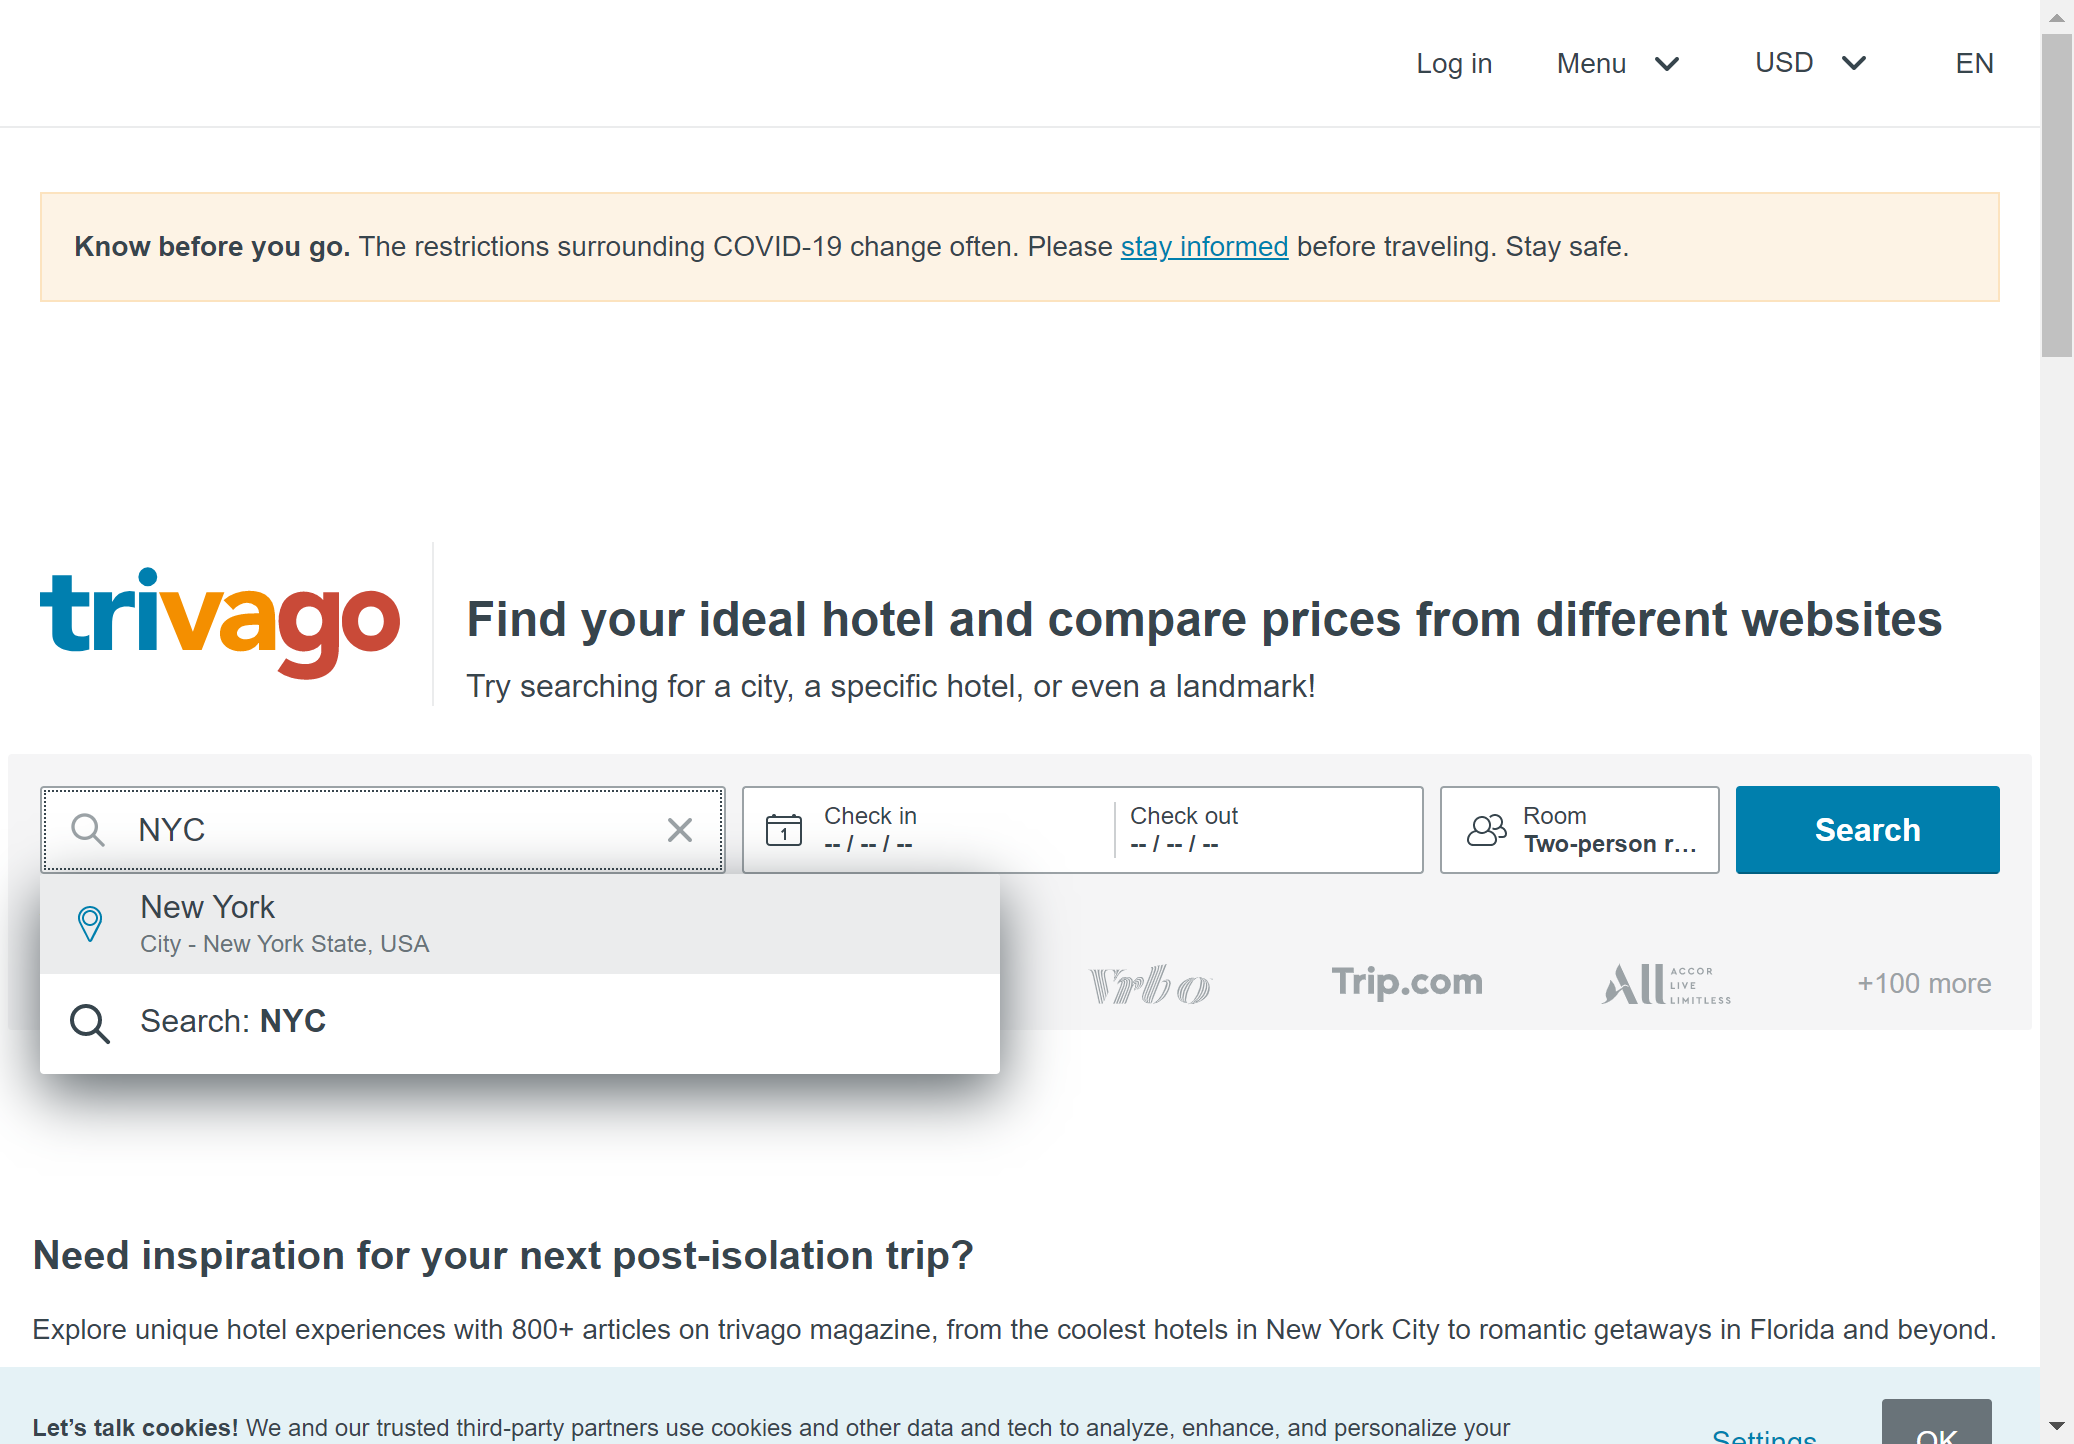 Log in Menu USD EN
Know before you go. The restrictions surrounding COVID-19 change often. Please stay informed before traveling. Stay safe.
trivago
Find your ideal hotel and compare prices from different websites
Try searching for a city, a specific hotel, or even a landmark!
NYC
1
Check in
-- / -- / --
Check out
-- / -- / --
Room
Two-person r...
Search
New York
City - New York State, USA
Search: NYC
Vrbo
Trip.com
All ACCOR
LIVE
LIMITLESS
+100 more
Need inspiration for your next post-isolation trip?
Explore unique hotel experiences with 800+ articles on trivago magazine, from the coolest hotels in New York City to romantic getaways in Florida and beyond.
Let's talk cookies! We and our trusted third-party partners use cookies and other data and tech to analyze, enhance, and personalize your
Settings
OK